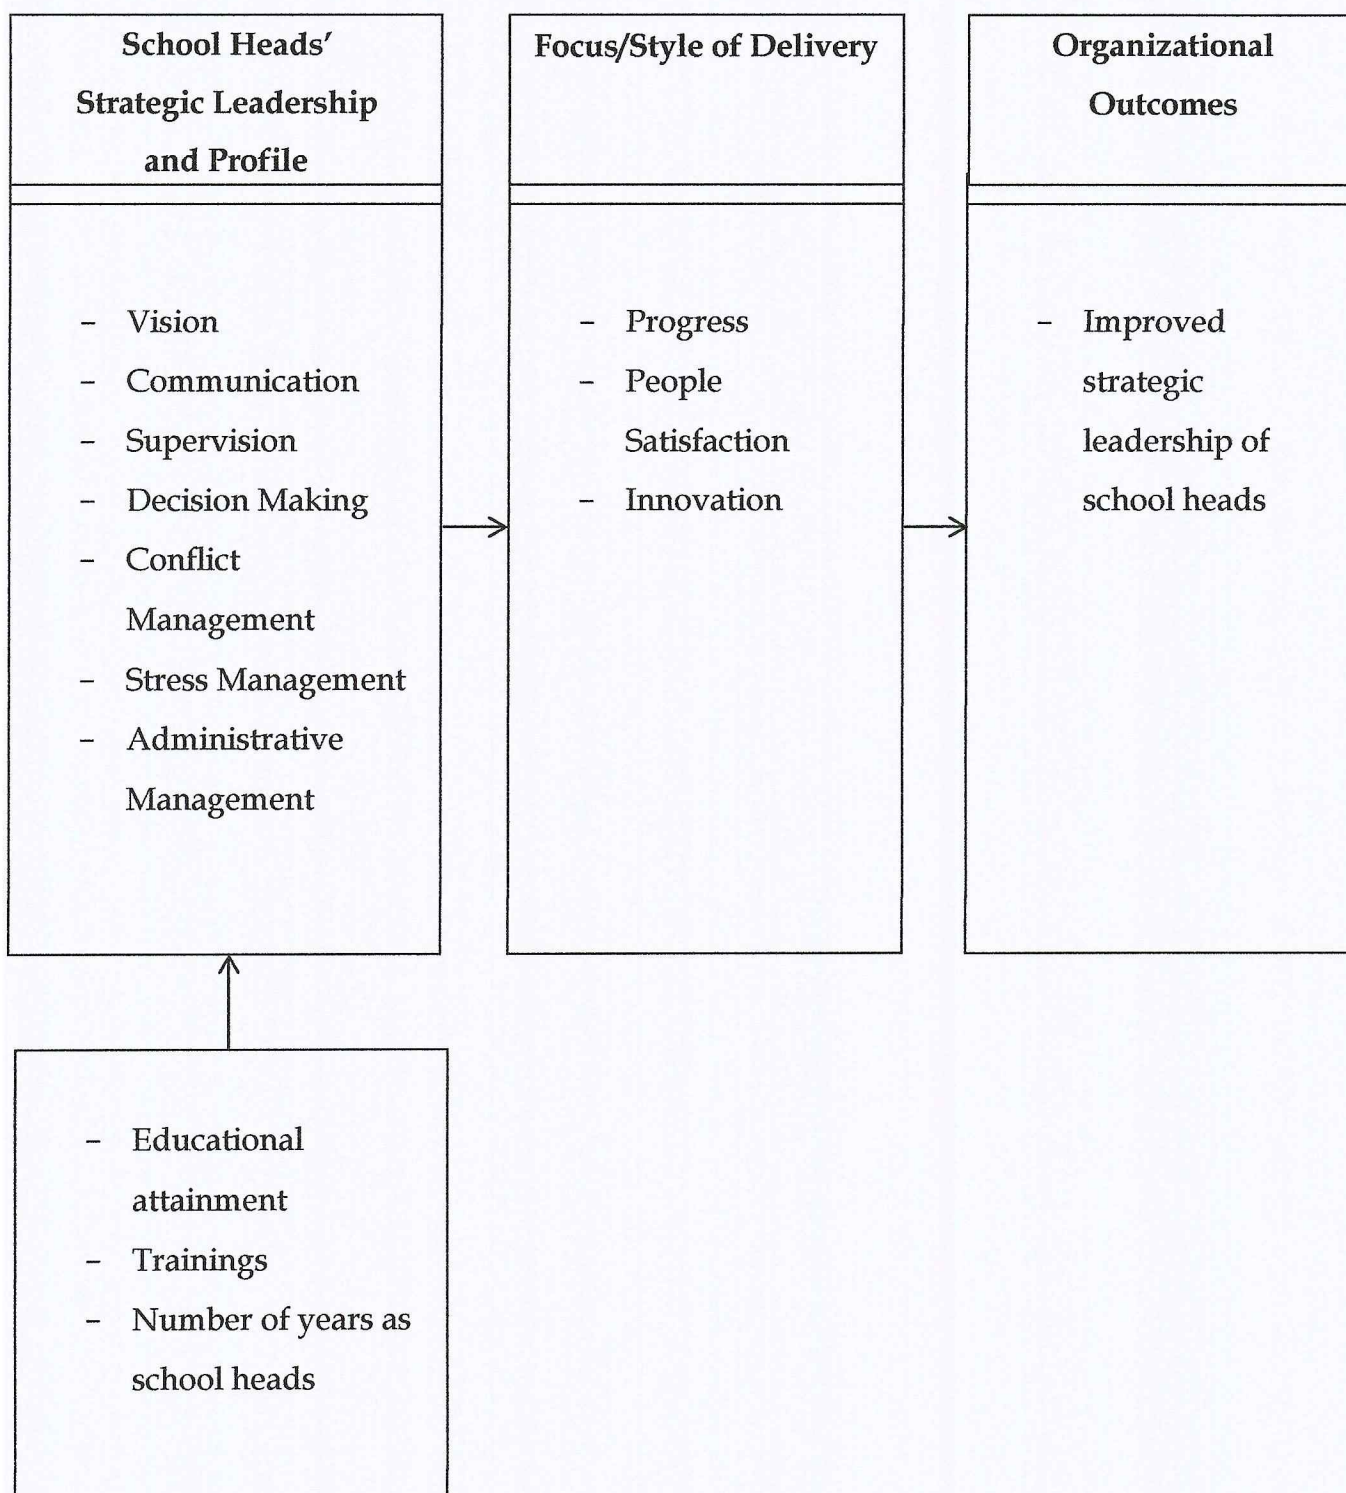 School Heads’
Strategic Leadership
and Profile
– Vision
– Communication
– Supervision
– Decision Making
– Conflict
Management
– Stress Management
– Administrative
Management
Focus/Style of Delivery
– Progress
– People
Satisfaction
– Innovation
Organizational
Outcomes
– Improved
strategic
leadership of
school heads
– Educational
attainment
– Trainings
– Number of years as
school heads